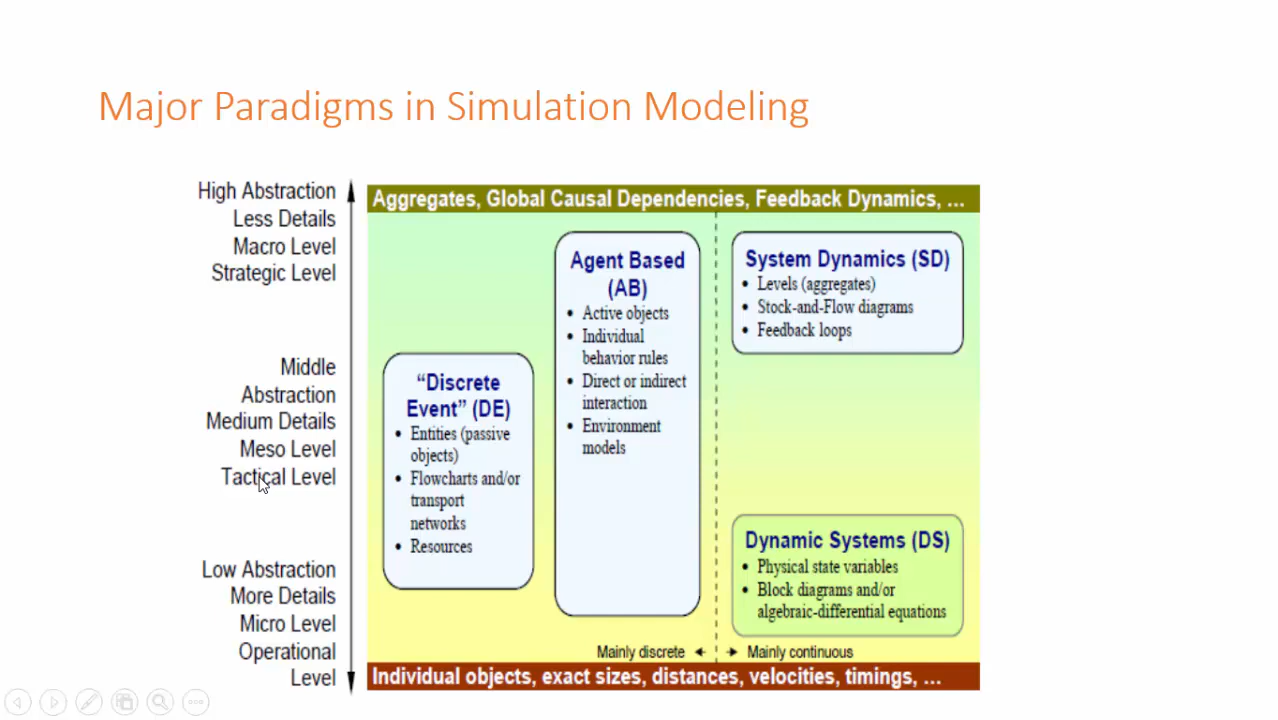 Major Paradigms in Simulation Modeling
High Abstraction
Less Details
Macro Level
Strategic Level
Middle
Abstraction
Medium Details
Meso Level
Tactical Level
Low Abstraction
More Details
Micro Level
Operational
Level
Aggregates, Global Causal Dependencies, Feedback Dynamics, ...
“Discrete
Event” (DE)
• Entities (passive
objects)
• Flowcharts and/or
transport
networks
• Resources
Agent Based
(AB)
• Active objects
• Individual
behavior rules
• Direct or indirect
interaction
• Environment
models
System Dynamics (SD)
• Levels (aggregates)
• Stock-and-Flow diagrams
• Feedback loops
Dynamic Systems (DS)
• Physical state variables
• Block diagrams and/or
algebraic-differential equations
Mainly discrete
Mainly continuous
Individual objects, exact sizes, distances, velocities, timings, ...